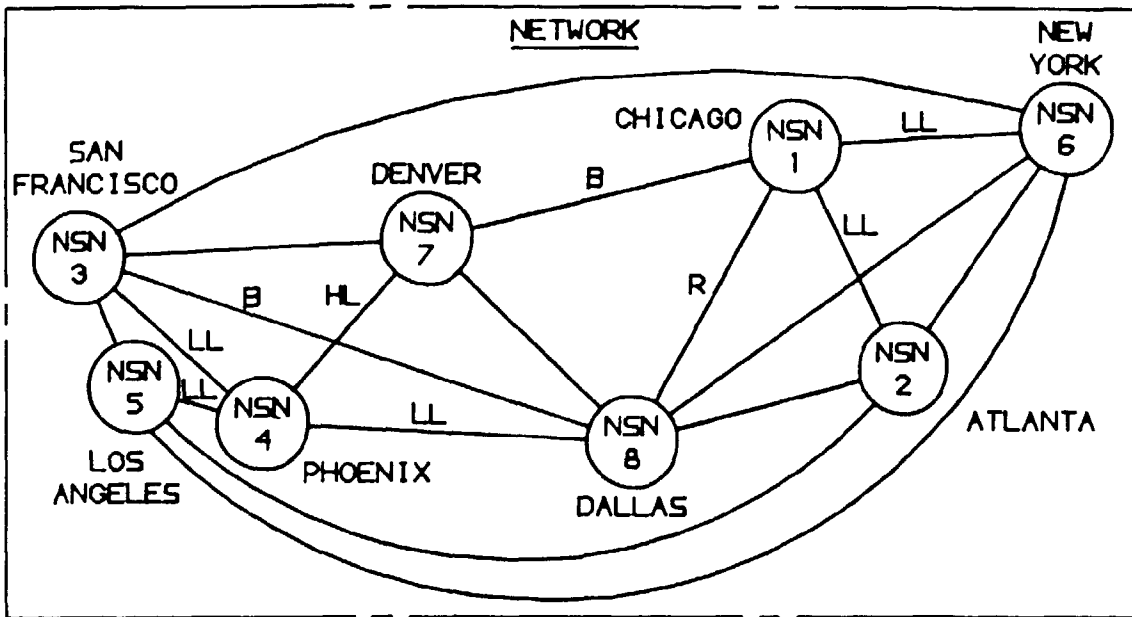 NETWORK
NEW
YORK
NSN
6
CHICAGO
NSN
1
LL
SAN
FRANCISCO
DENVER
B
NSN
7
NSN
3
LL
HL
R
B
LL
NSN
2
NSN
5
LL
NSN
4
LL
NSN
8
ATLANTA
LOS
ANGELES
PHOENIX
DALLAS